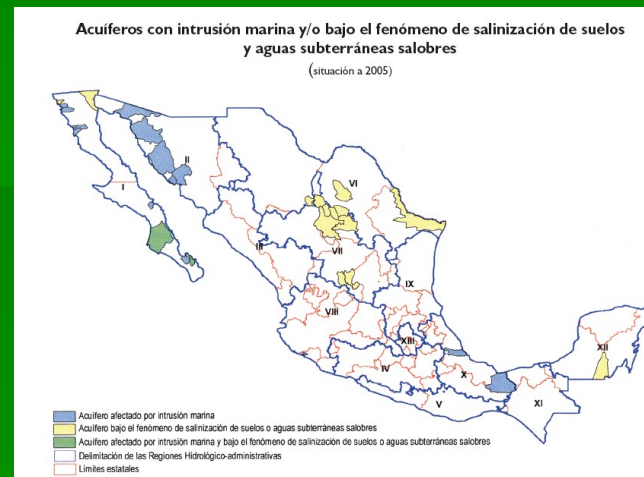 Acuíferos con intrusión marina y/o bajo el fenómeno de salinización de suelos
y aguas subterráneas salobres
(situación a 2005)
I
II
III
VI
VII
IX
VIII
XIII
IV
X
V
XI
XII
Acuífero afectado por intrusión marina
Acuífero bajo el fenómeno de salinización de suelos o aguas subterráneas salobres
Acuífero afectado por intrusión marina y bajo el fenómeno de salinización de suelos o aguas subterráneas salobres
Delimitación de las Regiones Hidrológico-administrativas
Límites estatales